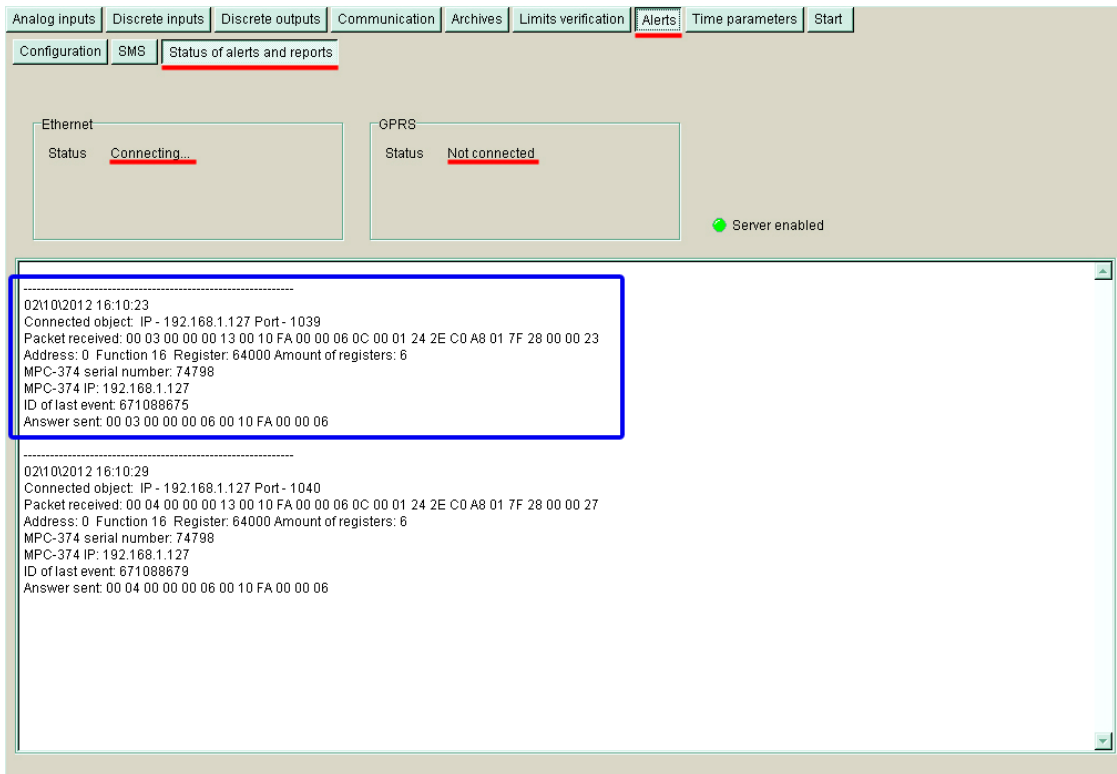 Analog inputs Discrete inputs Discrete outputs Communication Archives Limits verification Alerts Time parameters Start
Configuration SMS Status of alerts and reports
Ethernet GPRS
Status Connecting... Status Not connected
Server enabled
------------------------------------------------------------
02\10\2012 16:10:23
Connected object: IP - 192.168.1.127 Port - 1039
Packet received: 00 03 00 00 00 13 00 10 FA 00 00 06 0C 00 01 24 2E C0 A8 01 7F 28 00 00 23
Address: 0 Function 16 Register: 64000 Amount of registers: 6
MPC-374 serial number: 74798
MPC-374 IP: 192.168.1.127
ID of last event: 671088675
Answer sent: 00 03 00 00 00 06 00 10 FA 00 00 06
------------------------------------------------------------
02\10\2012 16:10:29
Connected object: IP - 192.168.1.127 Port - 1040
Packet received: 00 04 00 00 00 13 00 10 FA 00 00 06 0C 00 01 24 2E C0 A8 01 7F 28 00 00 27
Address: 0 Function 16 Register: 64000 Amount of registers: 6
MPC-374 serial number: 74798
MPC-374 IP: 192.168.1.127
ID of last event: 671088679
Answer sent: 00 04 00 00 00 06 00 10 FA 00 00 06